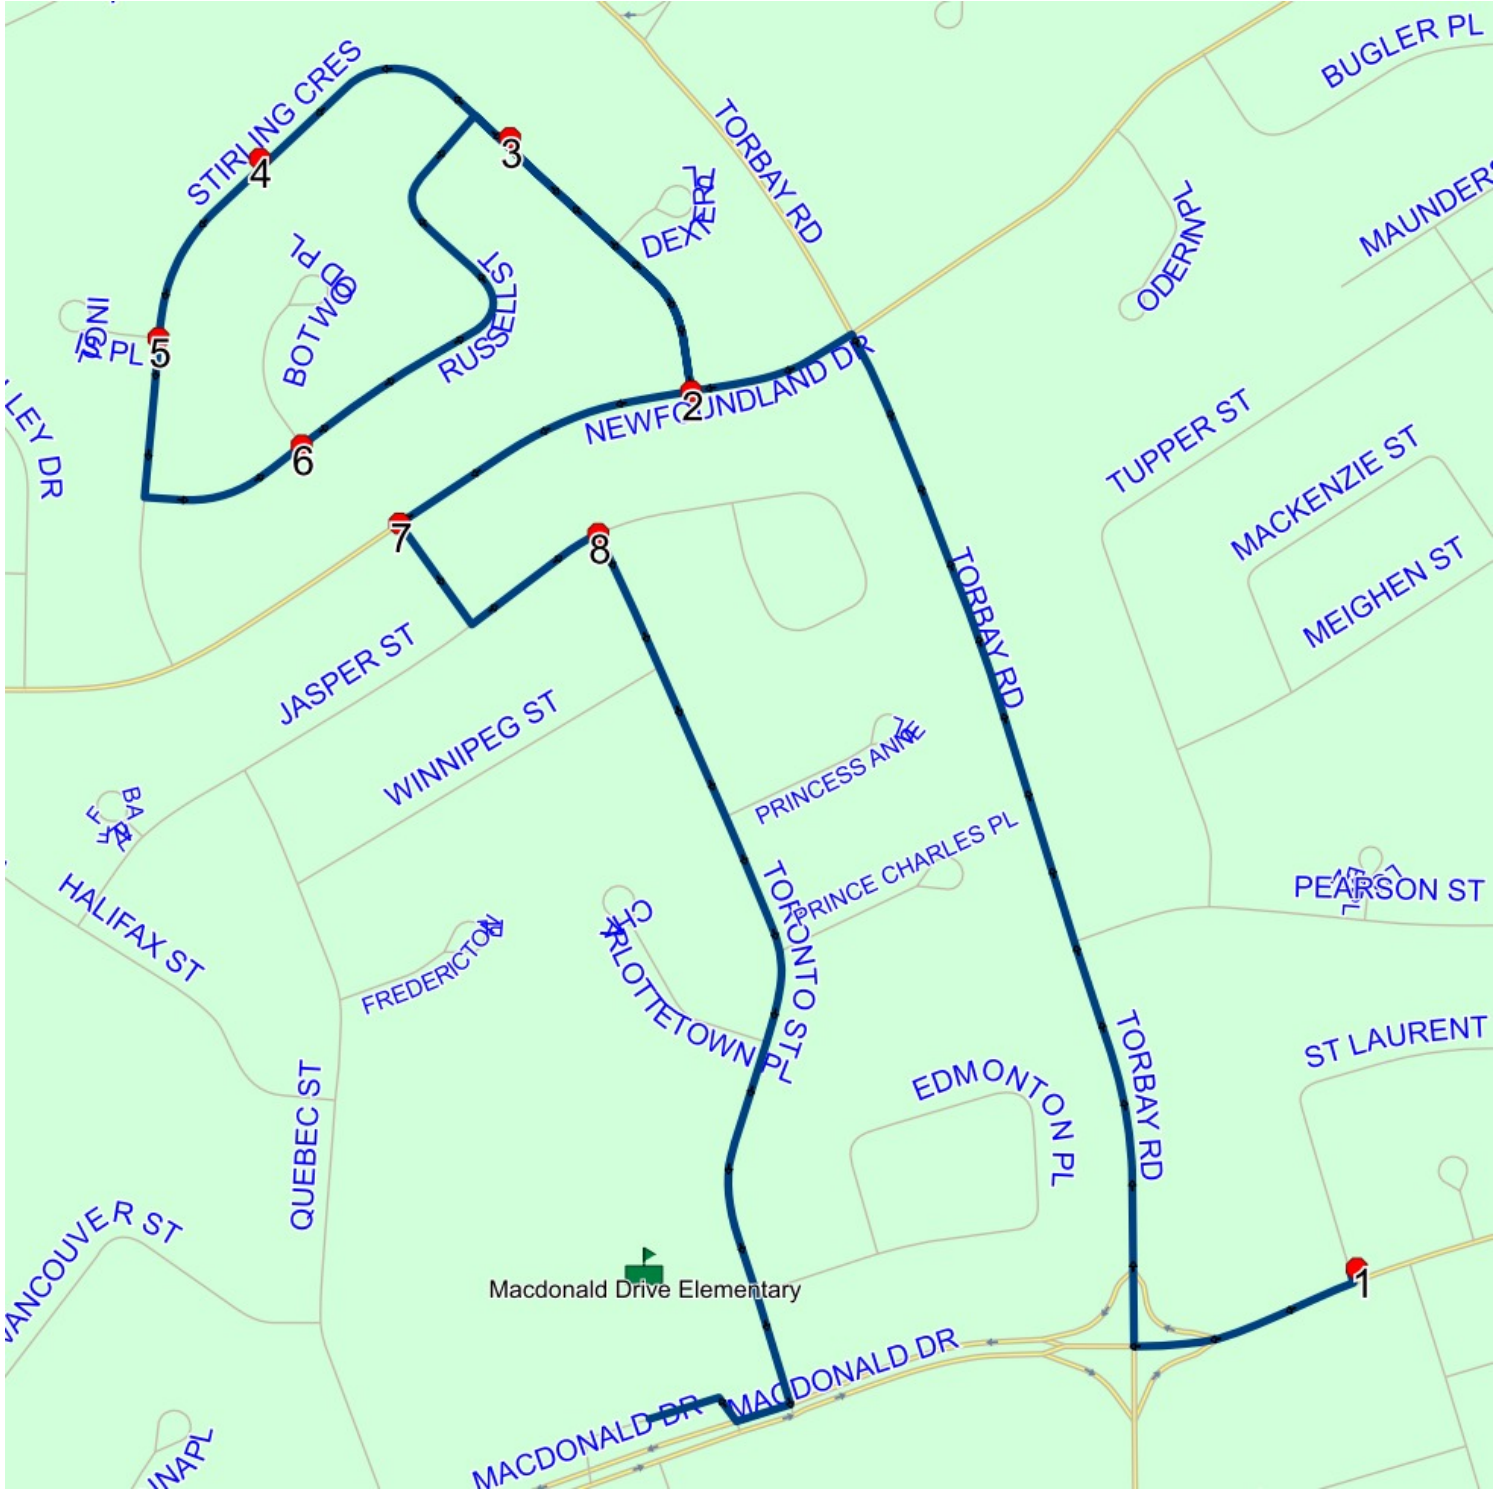 BUGLER PL
STIRLING CRES
TORBAY RD
3
4
DEXTER PL
MAUNDERS
ODERIN PL
BOTWOOD PL
RUSSELL ST
5
2
NEWFOUNDLAND DR
LEY DR
6
TUPPER ST
MACKENZIE ST
7
8
MEIGHEN ST
TORBAY RD
JASPER ST
WINNIPEG ST
PRINCESS ANNE
PRINCE CHARLES PL
PEARSON ST
HALIFAX ST
FREDERICTON
CHARLOTTETOWN PL
TORONTO ST
TORBAY RD
ST LAURENT
EDMONTON PL
QUEBEC ST
VANCOUVER ST
Macdonald Drive Elementary
1
MACDONALD DR
MACDONALD DR
INA PL